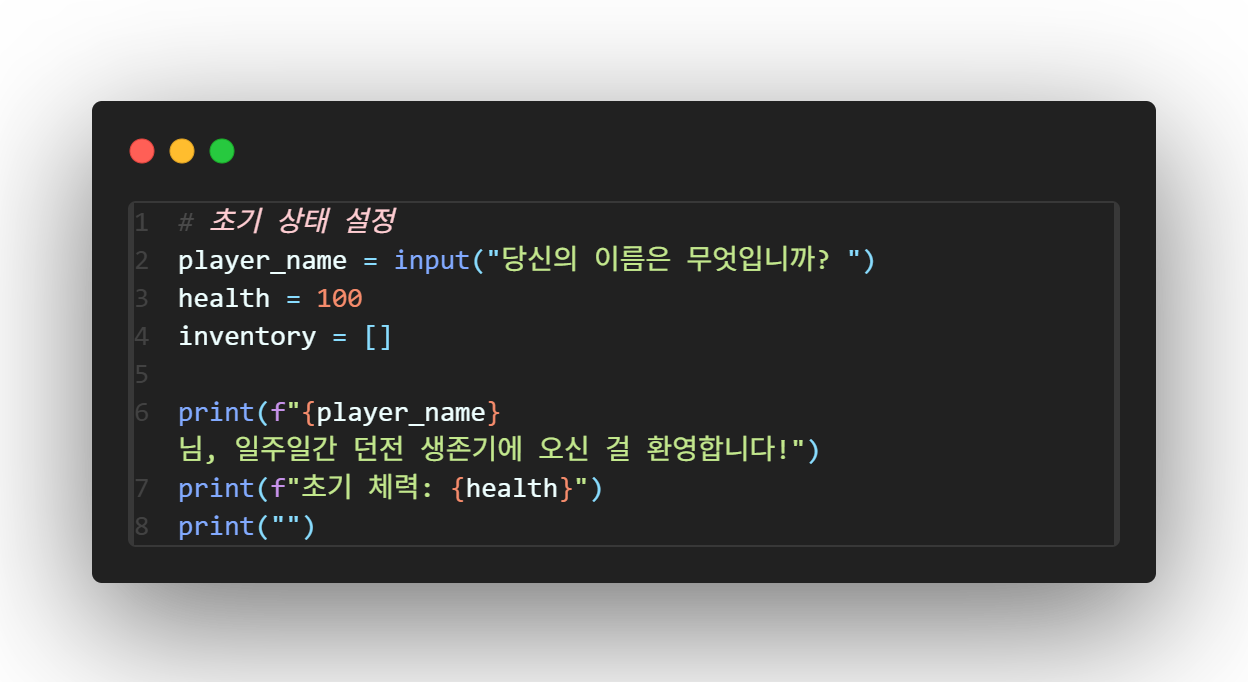 1 # 초기 상태 설정
2 player_name = input("당신의 이름은 무엇입니까? ")
3 health = 100
4 inventory = []
5
6 print(f"{player_name}
님, 일주일간 던전 생존기에 오신 걸 환영합니다!")
7 print(f"초기 체력: {health}")
8 print("")